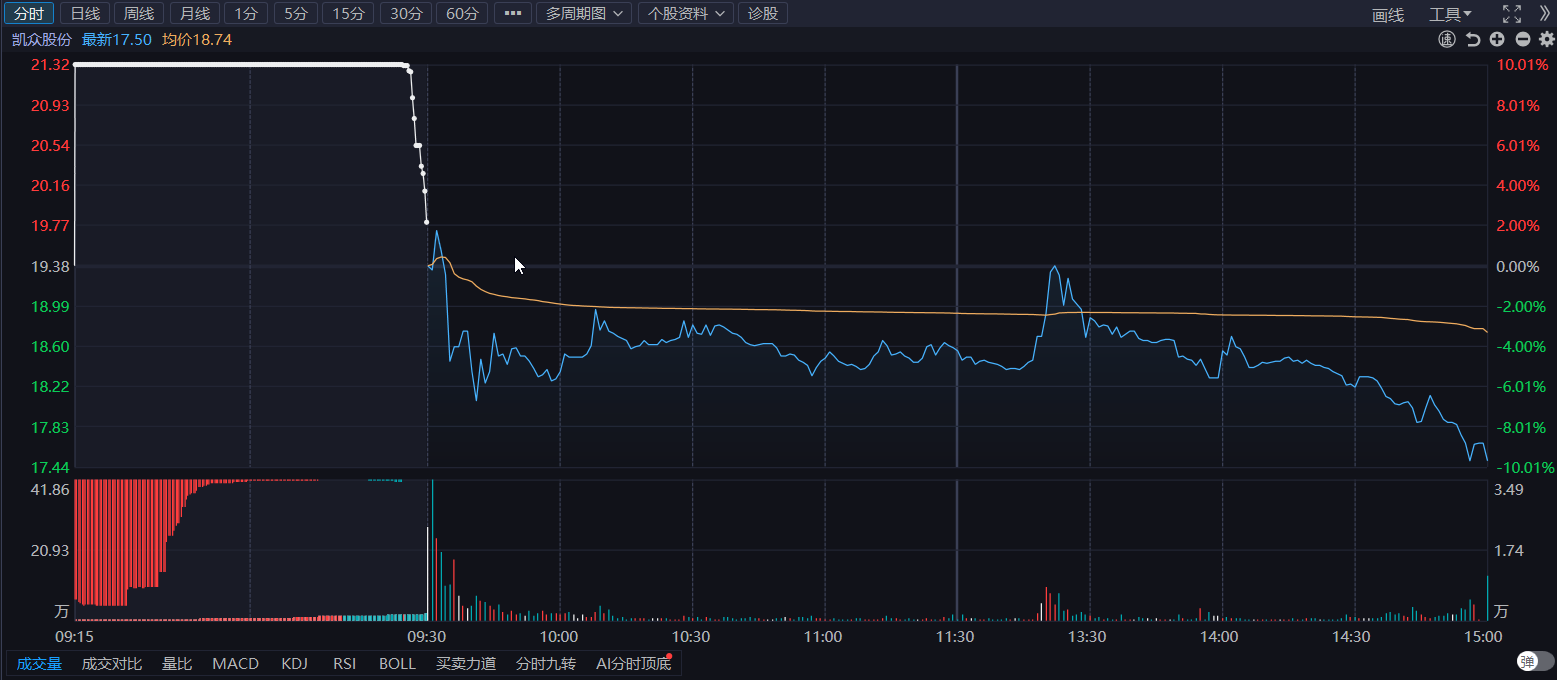 分时 日线 周线 月线 1分 5分 15分 30分 60分 ••• 多周期图 个股资料 诊股 画线 工具
凯众股份 最新17.50 均价18.74 速
21.32 10.01%
20.93 8.01%
20.54 6.01%
20.16 4.00%
19.77 2.00%
19.38 0.00%
18.99 -2.00%
18.60 -4.00%
18.22 -6.01%
17.83 -8.01%
17.44 -10.01%
41.86 3.49
20.93 1.74
万 万
09:15 09:30 10:00 10:30 11:00 11:30 13:30 14:00 14:30 15:00
成交量 成交对比 量比 MACD KDJ RSI BOLL 买卖力道 分时九转 AI分时顶底 弹